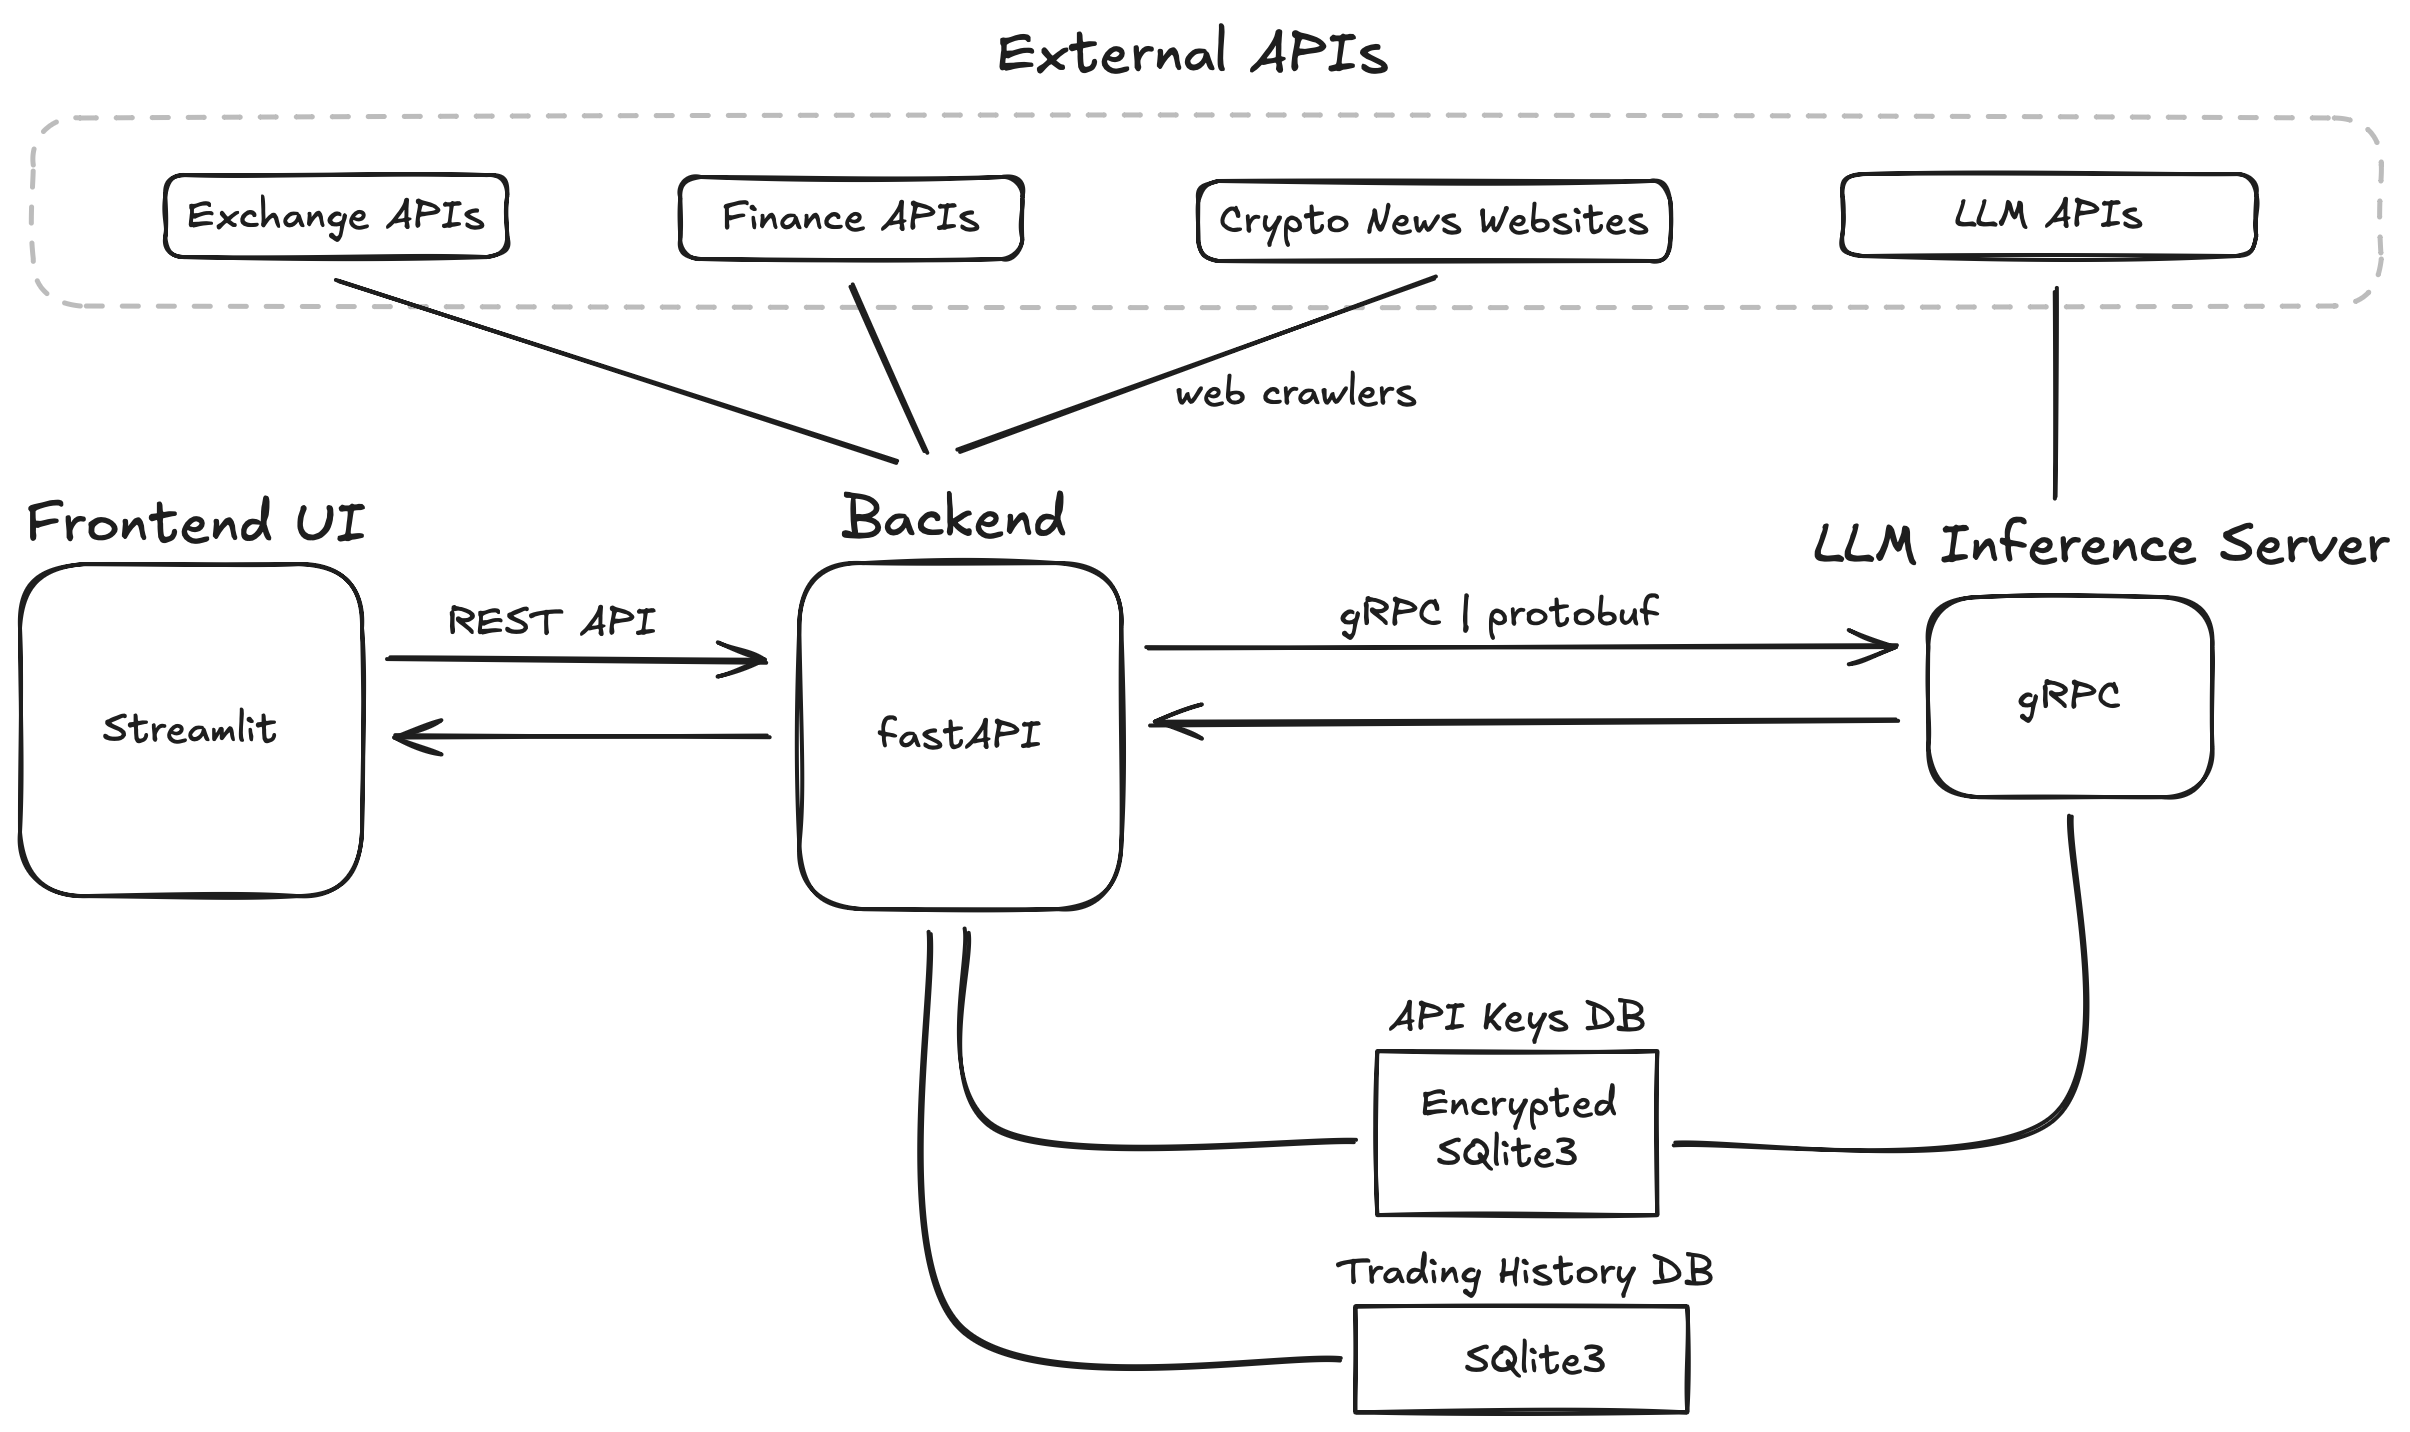 External APIs
Exchange APIs
Finance APIs
Crypto News Websites
LLM APIs
web crawlers
Frontend UI
Backend
LLM Inference Server
REST API
gRPC | protobuf
Streamlit
fastAPI
gRPC
API Keys DB
Encrypted
SQlite3
Trading History DB
SQlite3